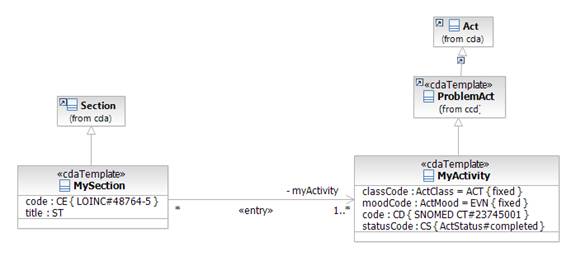 Act
(from cda)
«cdaTemplate»
ProblemAct
(from ccd)
Section
(from cda)
«cdaTemplate»
MySection
code : CE { LOINC#48764-5 }
title : ST
- myActivity
*
«entry»
1..*
«cdaTemplate»
MyActivity
classCode : ActClass = ACT { fixed }
moodCode : ActMood = EVN { fixed }
code : CD { SNOMED CT#23745001 }
statusCode : CS { ActStatus#completed }